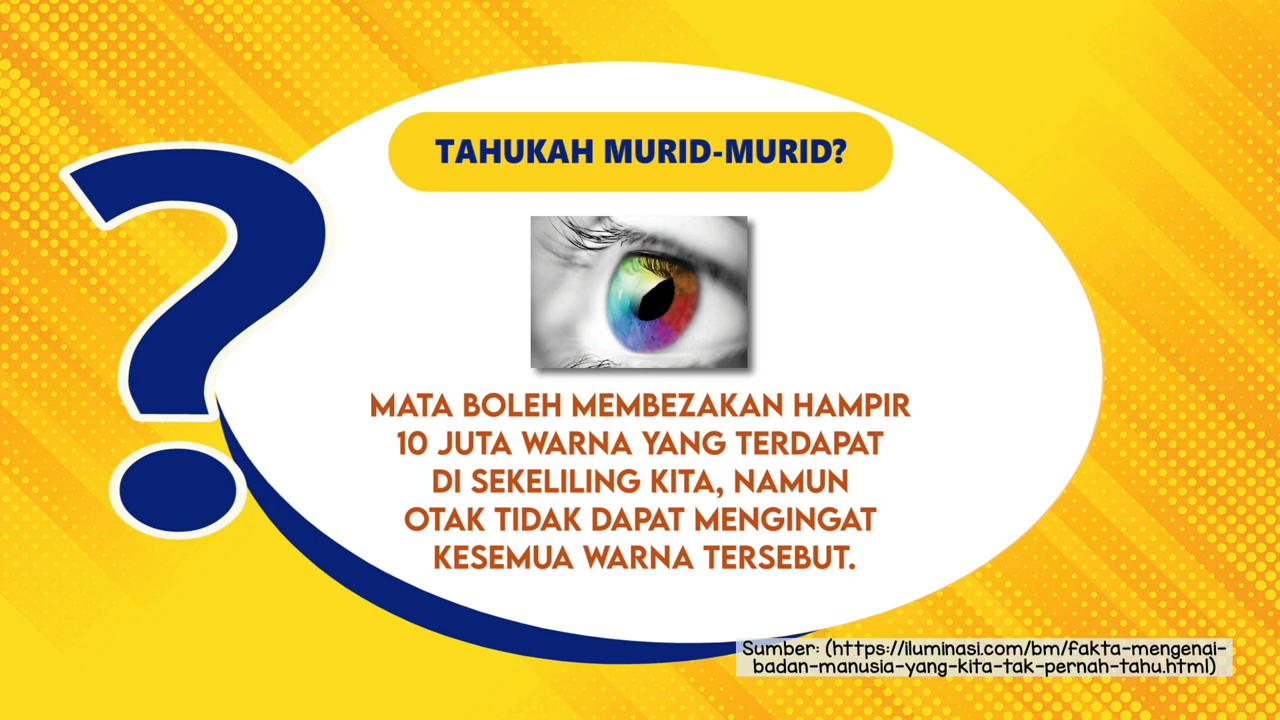 TAHUKAH MURID-MURID?
MATA BOLEH MEMBEZAKAN HAMPIR
10 JUTA WARNA YANG TERDAPAT
DI SEKELILING KITA, NAMUN
OTAK TIDAK DAPAT MENGINGAT
KESEMUA WARNA TERSEBUT.
Sumber: (https://iluminasi.com/bm/fakta-mengenai-
badan-manusia-yang-kita-tak-pernah-tahu.html)
?